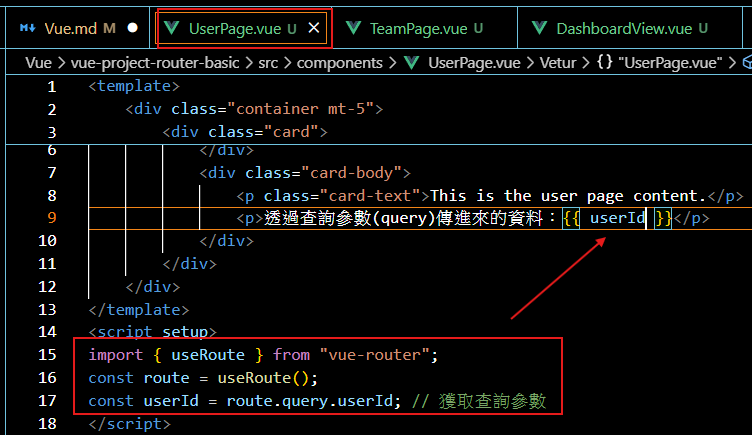 Vue.md M
UserPage.vue U
TeamPage.vue U
DashboardView.vue U
Vue > vue-project-router-basic > src > components > UserPage.vue > Vetur > {} "UserPage.vue" >
1 <template>
2 <div class="container mt-5">
3 <div class="card">
6 </div>
7 <div class="card-body">
8 <p class="card-text">This is the user page content.</p>
9 <p>透過查詢參數(query)傳進來的資料：{{ userId }}</p>
10 </div>
11 </div>
12 </div>
13 </template>
14 <script setup>
15 import { useRoute } from "vue-router";
16 const route = useRoute();
17 const userId = route.query.userId; // 獲取查詢參數
18 </script>